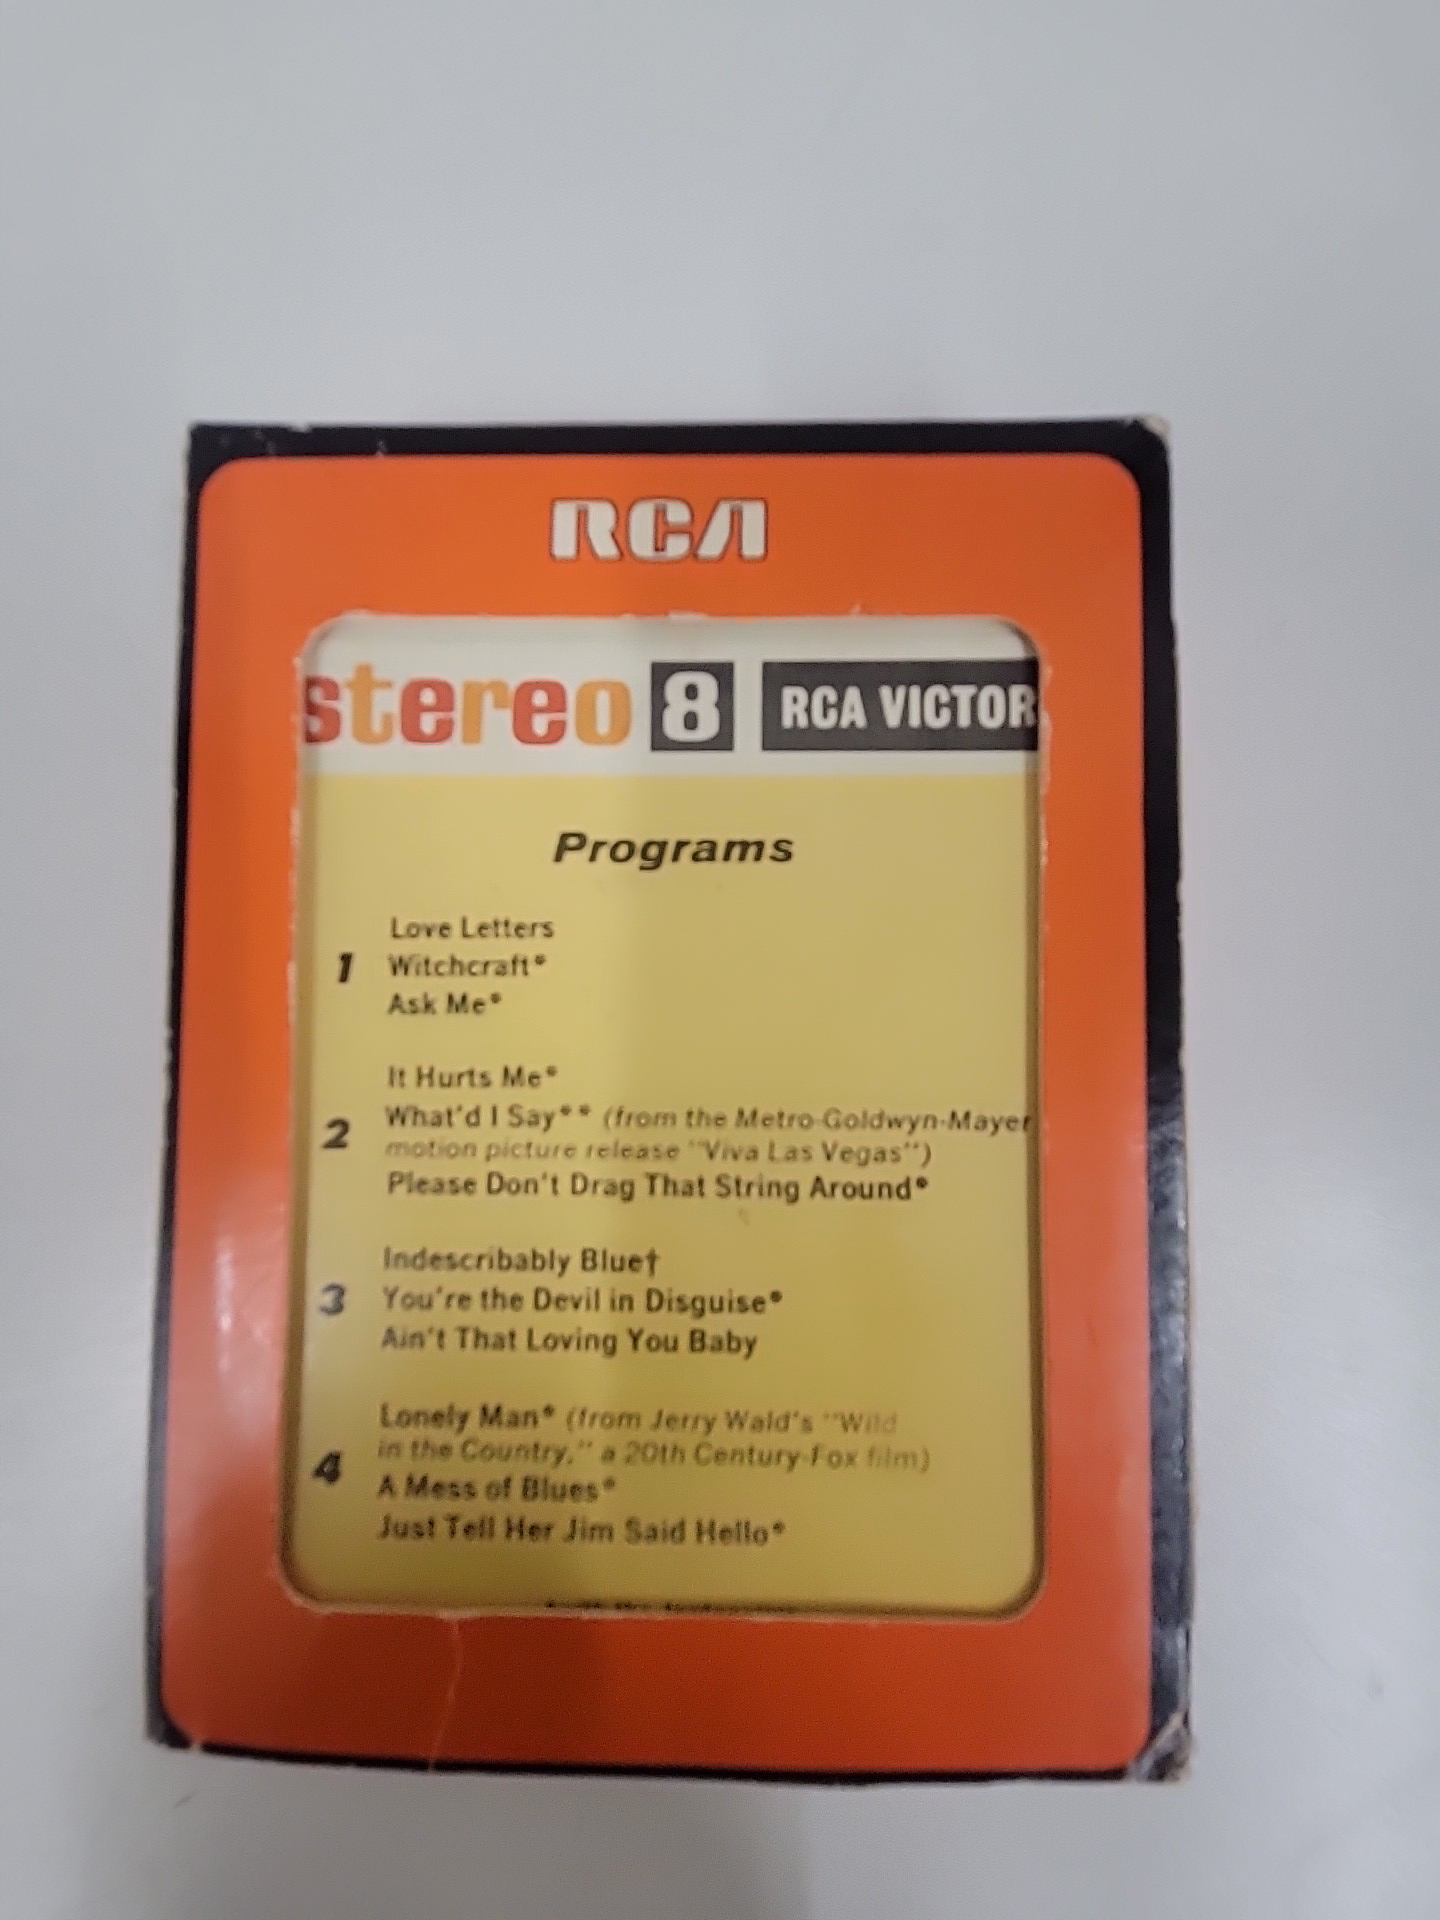 RCA
stereo 8 RCA VICTOR
Programs
Love Letters
1 Witchcraft*
Ask Me*
It Hurts Me*
2 What'd I Say** (from the Metro-Goldwyn-Mayer
motion picture release "Viva Las Vegas")
Please Don't Drag That String Around*
Indescribably Blue†
3 You're the Devil in Disguise*
Ain't That Loving You Baby
Lonely Man* (from Jerry Wald's "Wild
in the Country," a 20th Century-Fox film)
4 A Mess of Blues*
Just Tell Her Jim Said Hello*